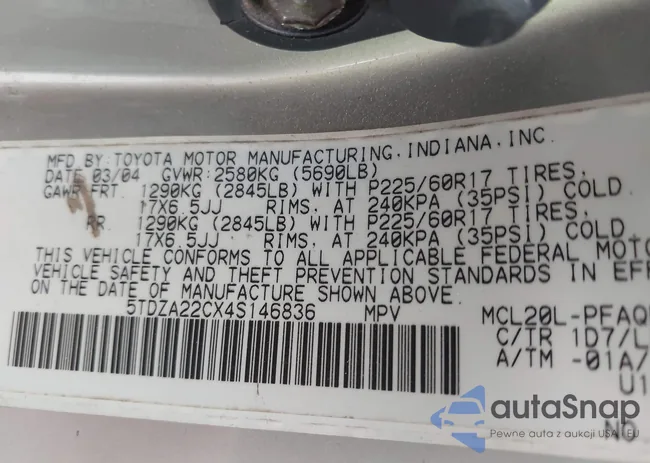 MFD.BY:TOYOTA MOTOR MANUFACTURING,INDIANA,INC.
DATE 03/04 GVWR:2580KG (5690LB)
GAWR FRT 1290KG (2845LB) WITH P225/60R17 TIRES,
17X6.5JJ RIMS, AT 240KPA (35PSI) COLD.
RR 1290KG (2845LB) WITH P225/60R17 TIRES,
17X6.5JJ RIMS, AT 240KPA (35PSI) COLD.
THIS VEHICLE CONFORMS TO ALL APPLICABLE FEDERAL MOTO
VEHICLE SAFETY AND THEFT PREVENTION STANDARDS IN EFF
ON THE DATE OF MANUFACTURE SHOWN ABOVE.
5TDZA22CX4S146836 MPV
MCL20L-PFAQ
C/TR 1D7/L
A/TM -01A7
U1
autaSnap
Pewne auta z aukcji USA i EU